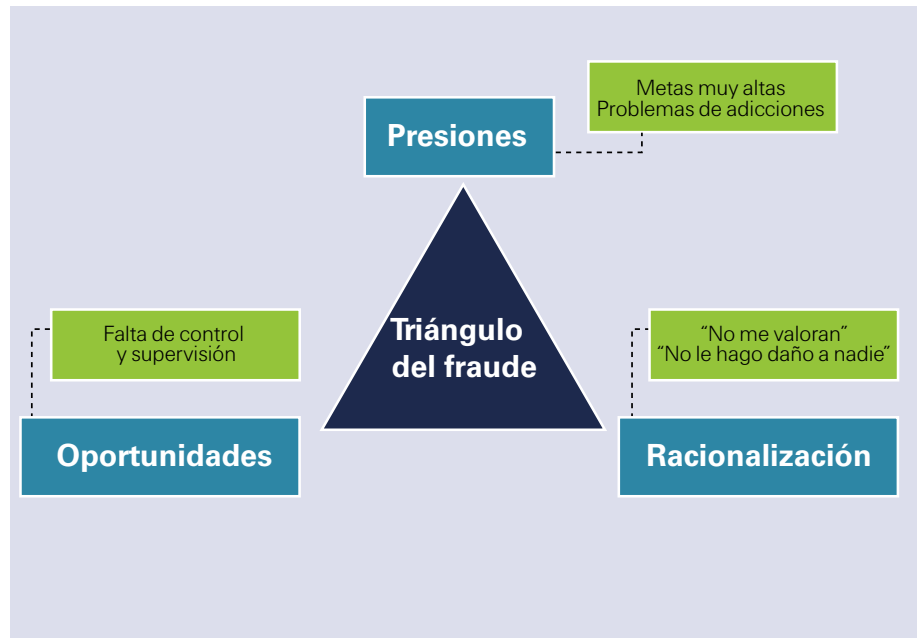 Metas muy altas
Problemas de adicciones
Presiones
Triángulo
del fraude
Falta de control
y supervisión
Oportunidades
“No me valoran”
“No le hago daño a nadie”
Racionalización